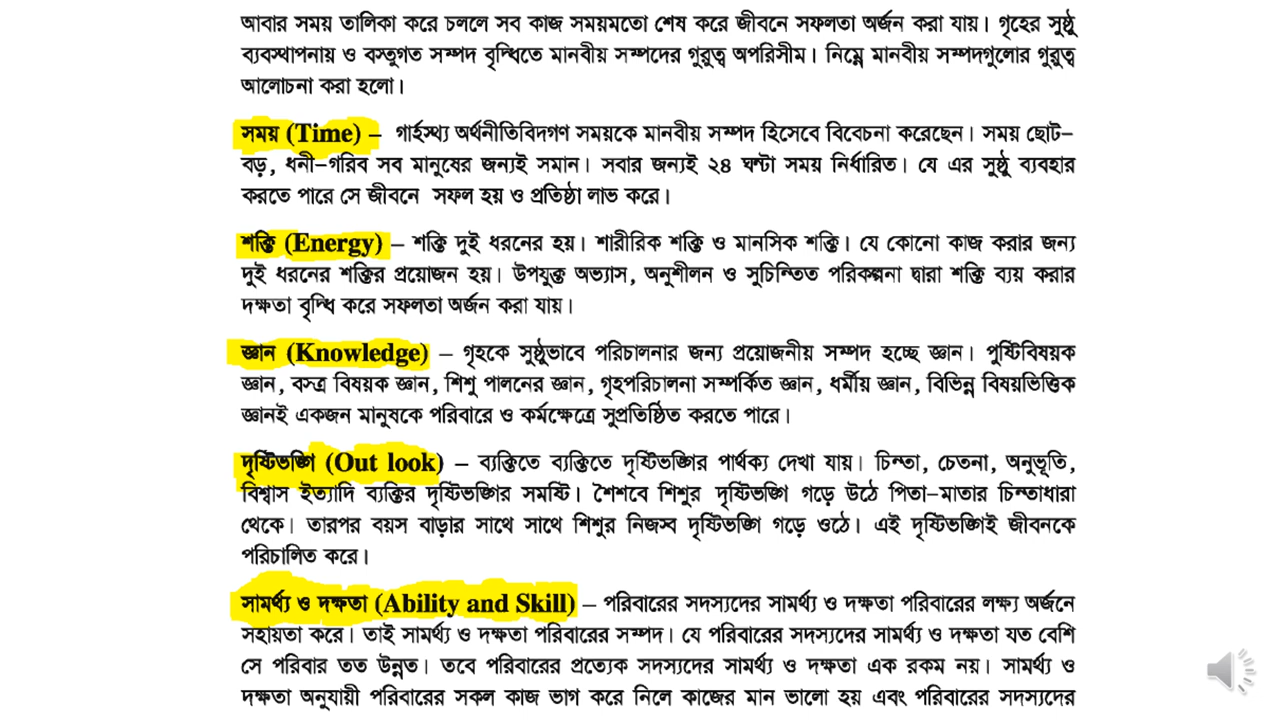 আবার সময় তালিকা করে চললে সব কাজ সময়মতো শেষ করে জীবনে সফলতা অর্জন করা যায়। গৃহের সুষ্ঠু
ব্যবস্থাপনায় ও বস্তুগত সম্পদ বৃদ্ধিতে মানবীয় সম্পদের গুরুত্ব অপরিসীম। নিম্নে মানবীয় সম্পদগুলোর গুরুত্ব
আলোচনা করা হলো।
সময় (Time) – গার্হস্থ্য অর্থনীতিবিদগণ সময়কে মানবীয় সম্পদ হিসেবে বিবেচনা করেছেন। সময় ছোট–
বড়, ধনী–গরিব সব মানুষের জন্যই সমান। সবার জন্যই ২৪ ঘন্টা সময় নির্ধারিত। যে এর সুষ্ঠু ব্যবহার
করতে পারে সে জীবনে সফল হয় ও প্রতিষ্ঠা লাভ করে।
শক্তি (Energy) – শক্তি দুই ধরনের হয়। শারীরিক শক্তি ও মানসিক শক্তি। যে কোনো কাজ করার জন্য
দুই ধরনের শক্তির প্রয়োজন হয়। উপযুক্ত অভ্যাস, অনুশীলন ও সুচিন্তিত পরিকল্পনা দ্বারা শক্তি ব্যয় করার
দক্ষতা বৃদ্ধি করে সফলতা অর্জন করা যায়।
জ্ঞান (Knowledge) – গৃহকে সুষ্ঠুভাবে পরিচালনার জন্য প্রয়োজনীয় সম্পদ হচ্ছে জ্ঞান। পুষ্টিবিষয়ক
জ্ঞান, বস্ত্র বিষয়ক জ্ঞান, শিশু পালনের জ্ঞান, গৃহপরিচালনা সম্পর্কিত জ্ঞান, ধর্মীয় জ্ঞান, বিভিন্ন বিষয়ভিত্তিক
জ্ঞানই একজন মানুষকে পরিবারে ও কর্মক্ষেত্রে সুপ্রতিষ্ঠিত করতে পারে।
দৃষ্টিভঙ্গি (Out look) – ব্যক্তিতে ব্যক্তিতে দৃষ্টিভঙ্গির পার্থক্য দেখা যায়। চিন্তা, চেতনা, অনুভূতি,
বিশ্বাস ইত্যাদি ব্যক্তির দৃষ্টিভঙ্গির সমষ্টি। শৈশবে শিশুর দৃষ্টিভঙ্গি গড়ে উঠে পিতা–মাতার চিন্তাধারা
থেকে। তারপর বয়স বাড়ার সাথে সাথে শিশুর নিজস্ব দৃষ্টিভঙ্গি গড়ে ওঠে। এই দৃষ্টিভঙ্গিই জীবনকে
পরিচালিত করে।
সামর্থ্য ও দক্ষতা (Ability and Skill) – পরিবারের সদস্যদের সামর্থ্য ও দক্ষতা পরিবারের লক্ষ্য অর্জনে
সহায়তা করে। তাই সামর্থ্য ও দক্ষতা পরিবারের সম্পদ। যে পরিবারের সদস্যদের সামর্থ্য ও দক্ষতা যত বেশি
সে পরিবার তত উন্নত। তবে পরিবারের প্রত্যেক সদস্যদের সামর্থ্য ও দক্ষতা এক রকম নয়। সামর্থ্য ও
দক্ষতা অনুযায়ী পরিবারের সকল কাজ ভাগ করে নিলে কাজের মান ভালো হয় এবং পরিবারের সদস্যদের